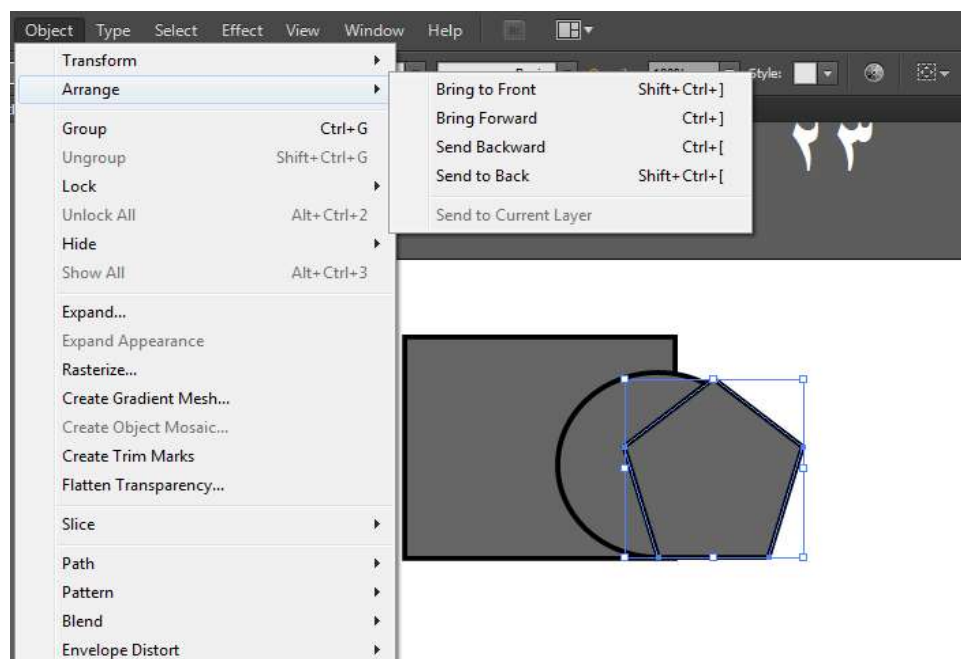 Object Type Select Effect View Window Help
Style:
Transform
Arrange
Bring to Front Shift+Ctrl+]
Bring Forward Ctrl+]
Send Backward Ctrl+[
Send to Back Shift+Ctrl+[
Send to Current Layer
۲۳
Group Ctrl+G
Ungroup Shift+Ctrl+G
Lock
Unlock All Alt+Ctrl+2
Hide
Show All Alt+Ctrl+3
Expand...
Expand Appearance
Rasterize...
Create Gradient Mesh...
Create Object Mosaic...
Create Trim Marks
Flatten Transparency...
Slice
Path
Pattern
Blend
Envelope Distort